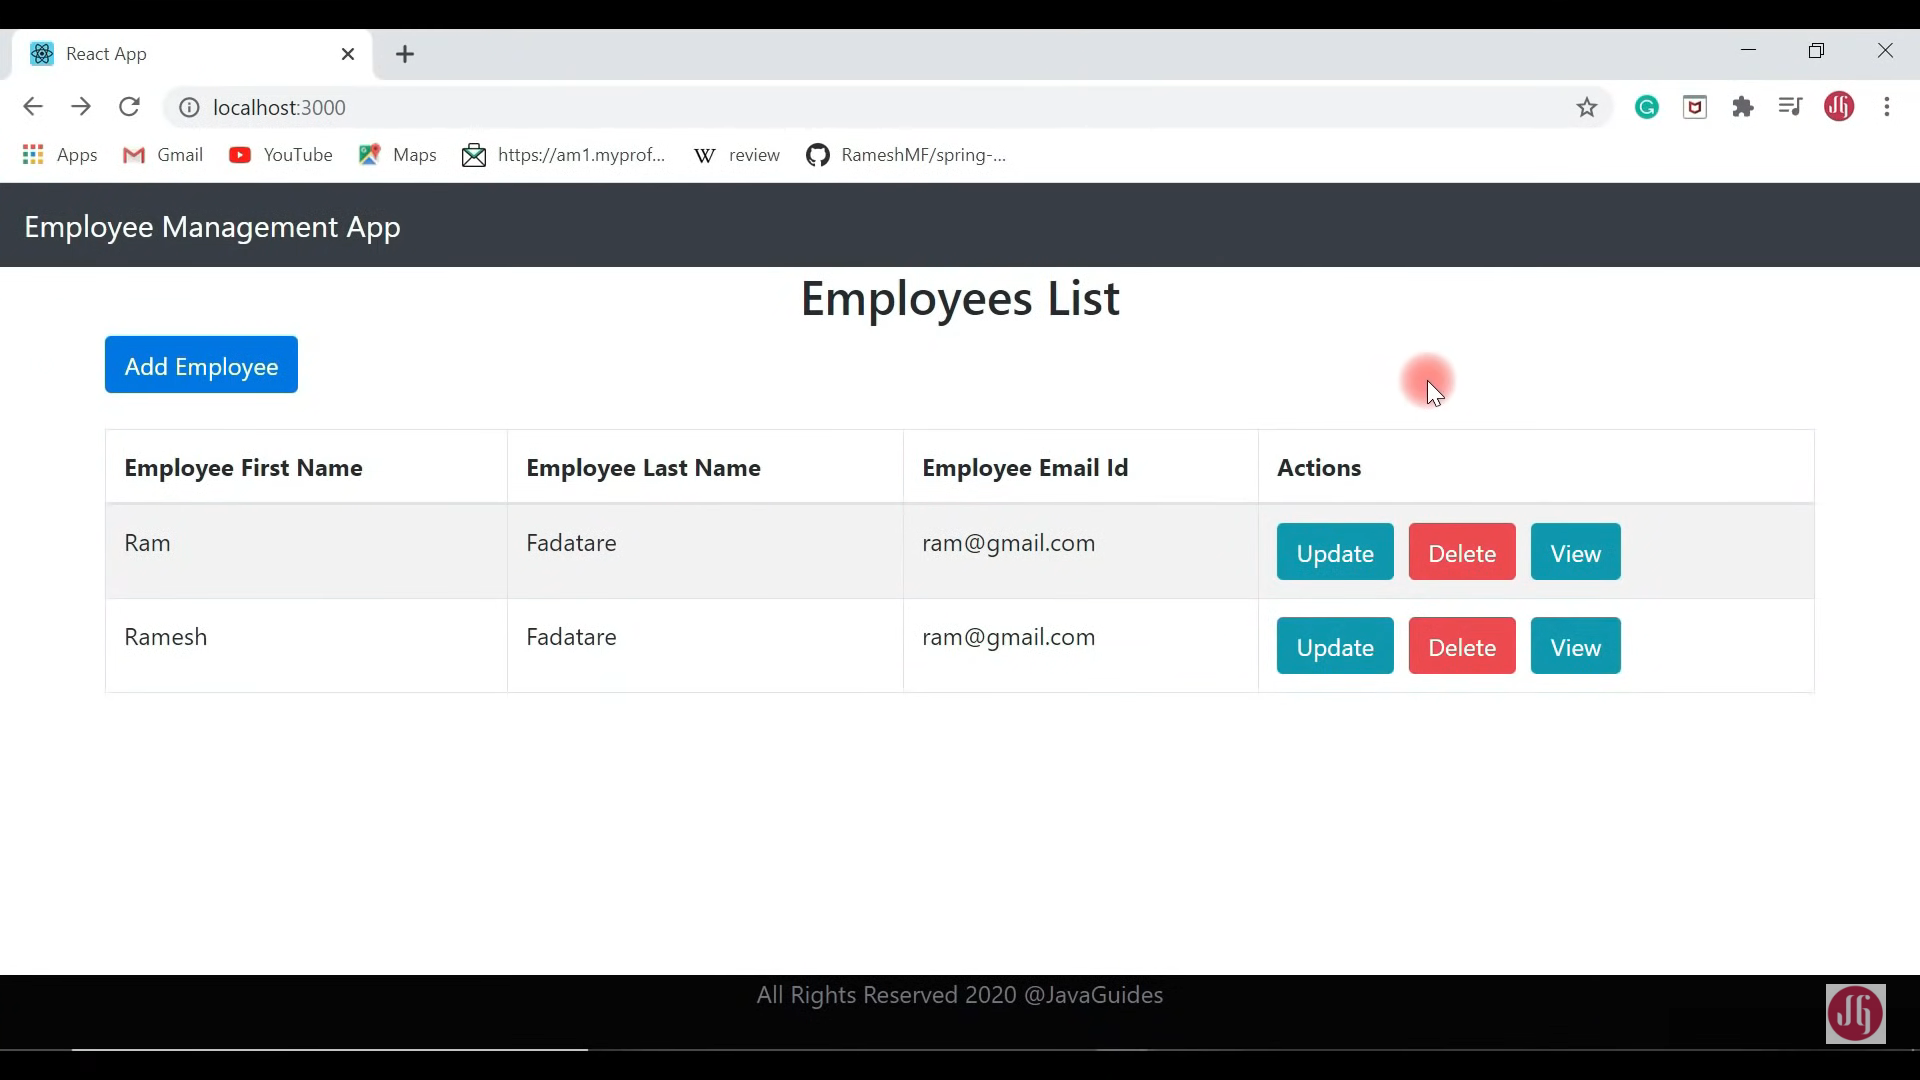 React App
localhost:3000
Apps Gmail YouTube Maps https://am1.myprof... review RameshMF/spring-...
Employee Management App
Employees List
Add Employee
Employee First Name Employee Last Name Employee Email Id Actions
Ram Fadatare ram@gmail.com Update Delete View
Ramesh Fadatare ram@gmail.com Update Delete View
All Rights Reserved 2020 @JavaGuides
JG